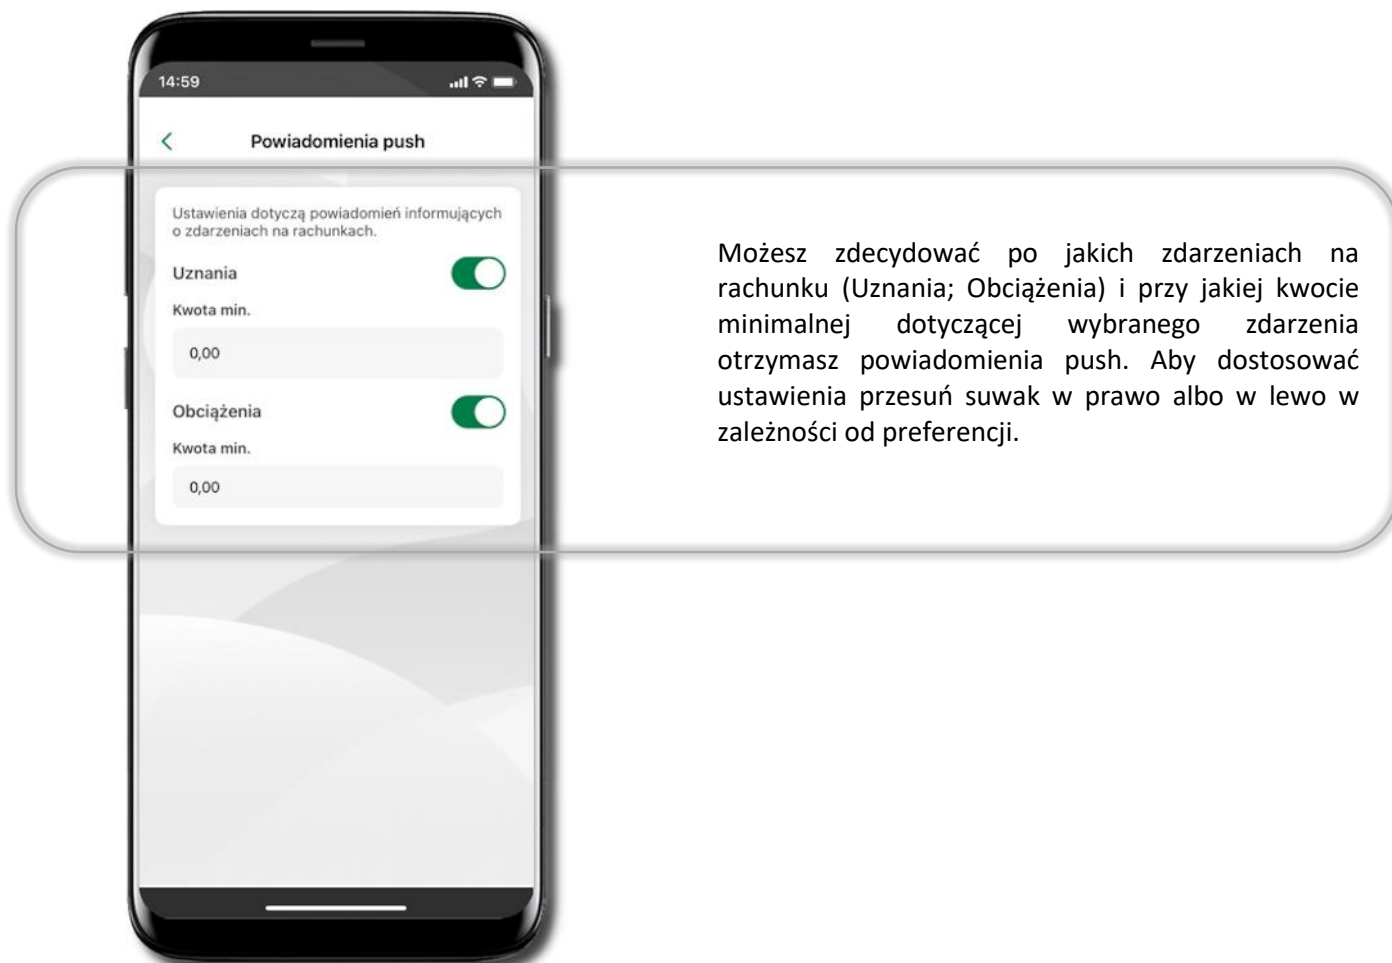 14:59
Powiadomienia push
Ustawienia dotyczą powiadomień informujących
o zdarzeniach na rachunkach.
Uznania
Kwota min.
0,00
Obciążenia
Kwota min.
0,00
Możesz zdecydować po jakich zdarzeniach na
rachunku (Uznania; Obciążenia) i przy jakiej kwocie
minimalnej dotyczącej wybranego zdarzenia
otrzymasz powiadomienia push. Aby dostosować
ustawienia przesuń suwak w prawo albo w lewo w
zależności od preferencji.